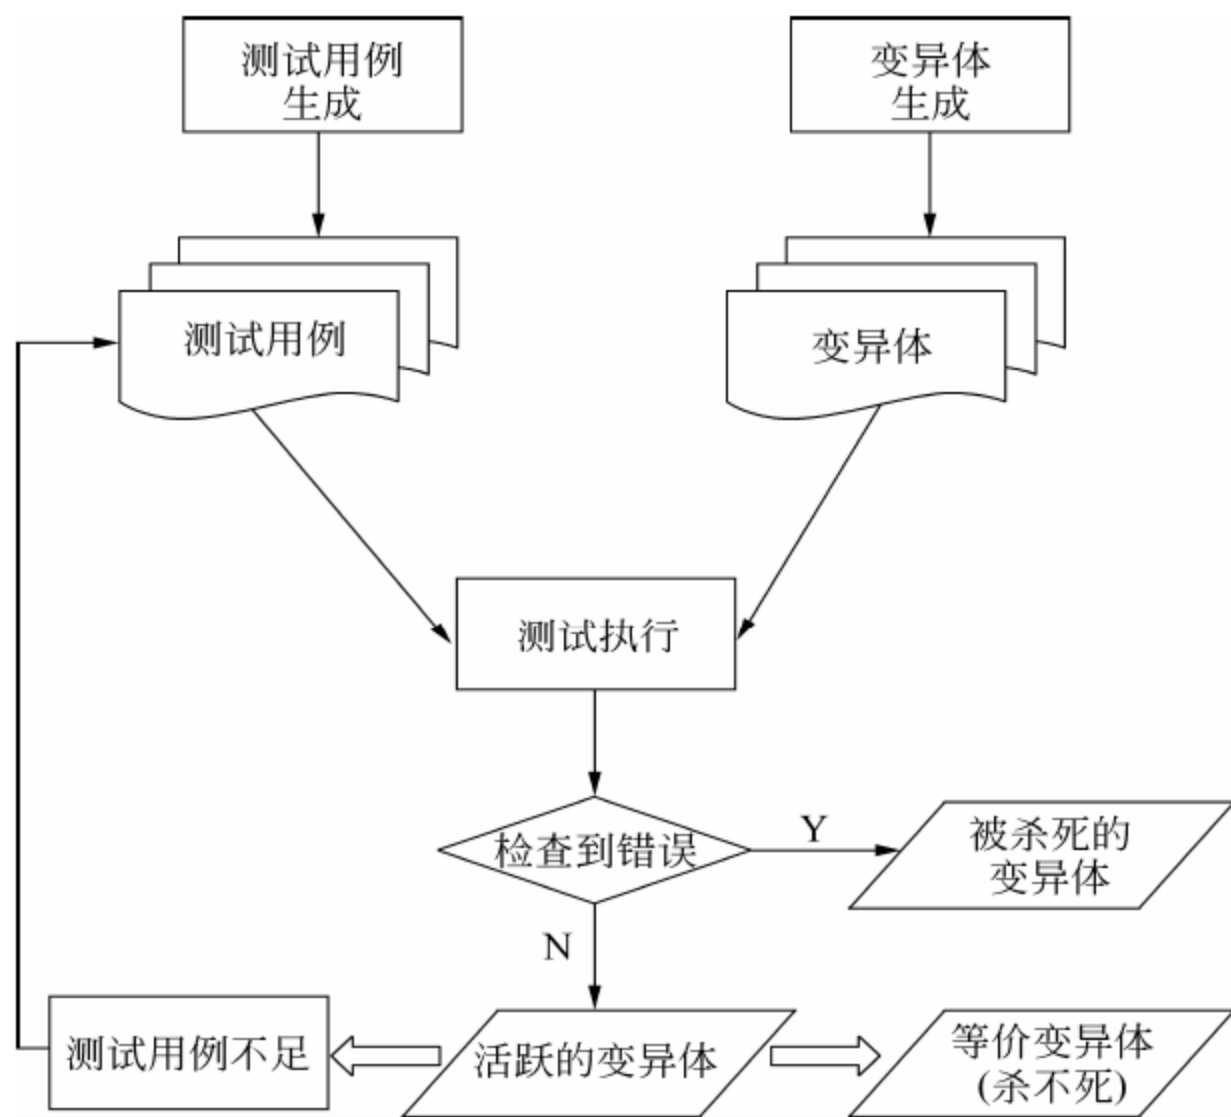 测试用例
生成
变异体
生成
测试用例
变异体
测试执行
检查到错误
Y
被杀死的
变异体
N
测试用例不足
活跃的变异体
等价变异体
(杀不死)